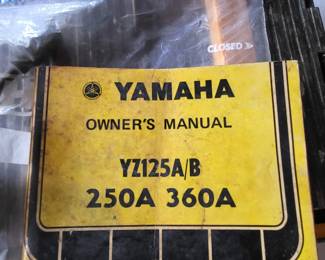 CLOSED
YAMAHA
OWNER'S MANUAL
YZ125A/B
250A 360A